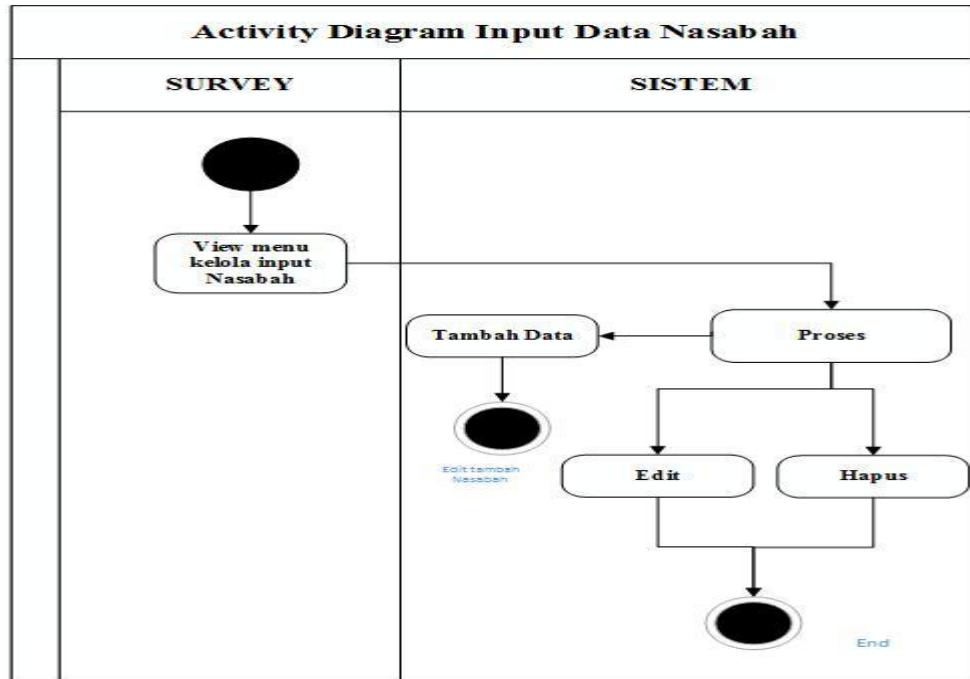 Activity Diagram Input Data Nasabah
SURVEY
SISTEM
View menu
kelola input
Nasabah
Tambah Data
Proses
Edit tambah
Nasabah
Edit
Hapus
End